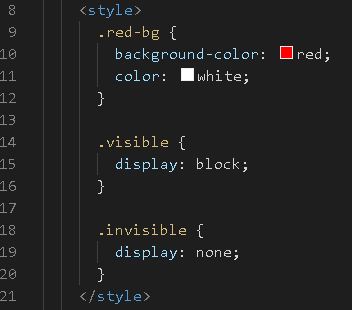 8 <style>
9 .red-bg {
10 background-color: red;
11 color: white;
12 }
13
14 .visible {
15 display: block;
16 }
17
18 .invisible {
19 display: none;
20 }
21 </style>